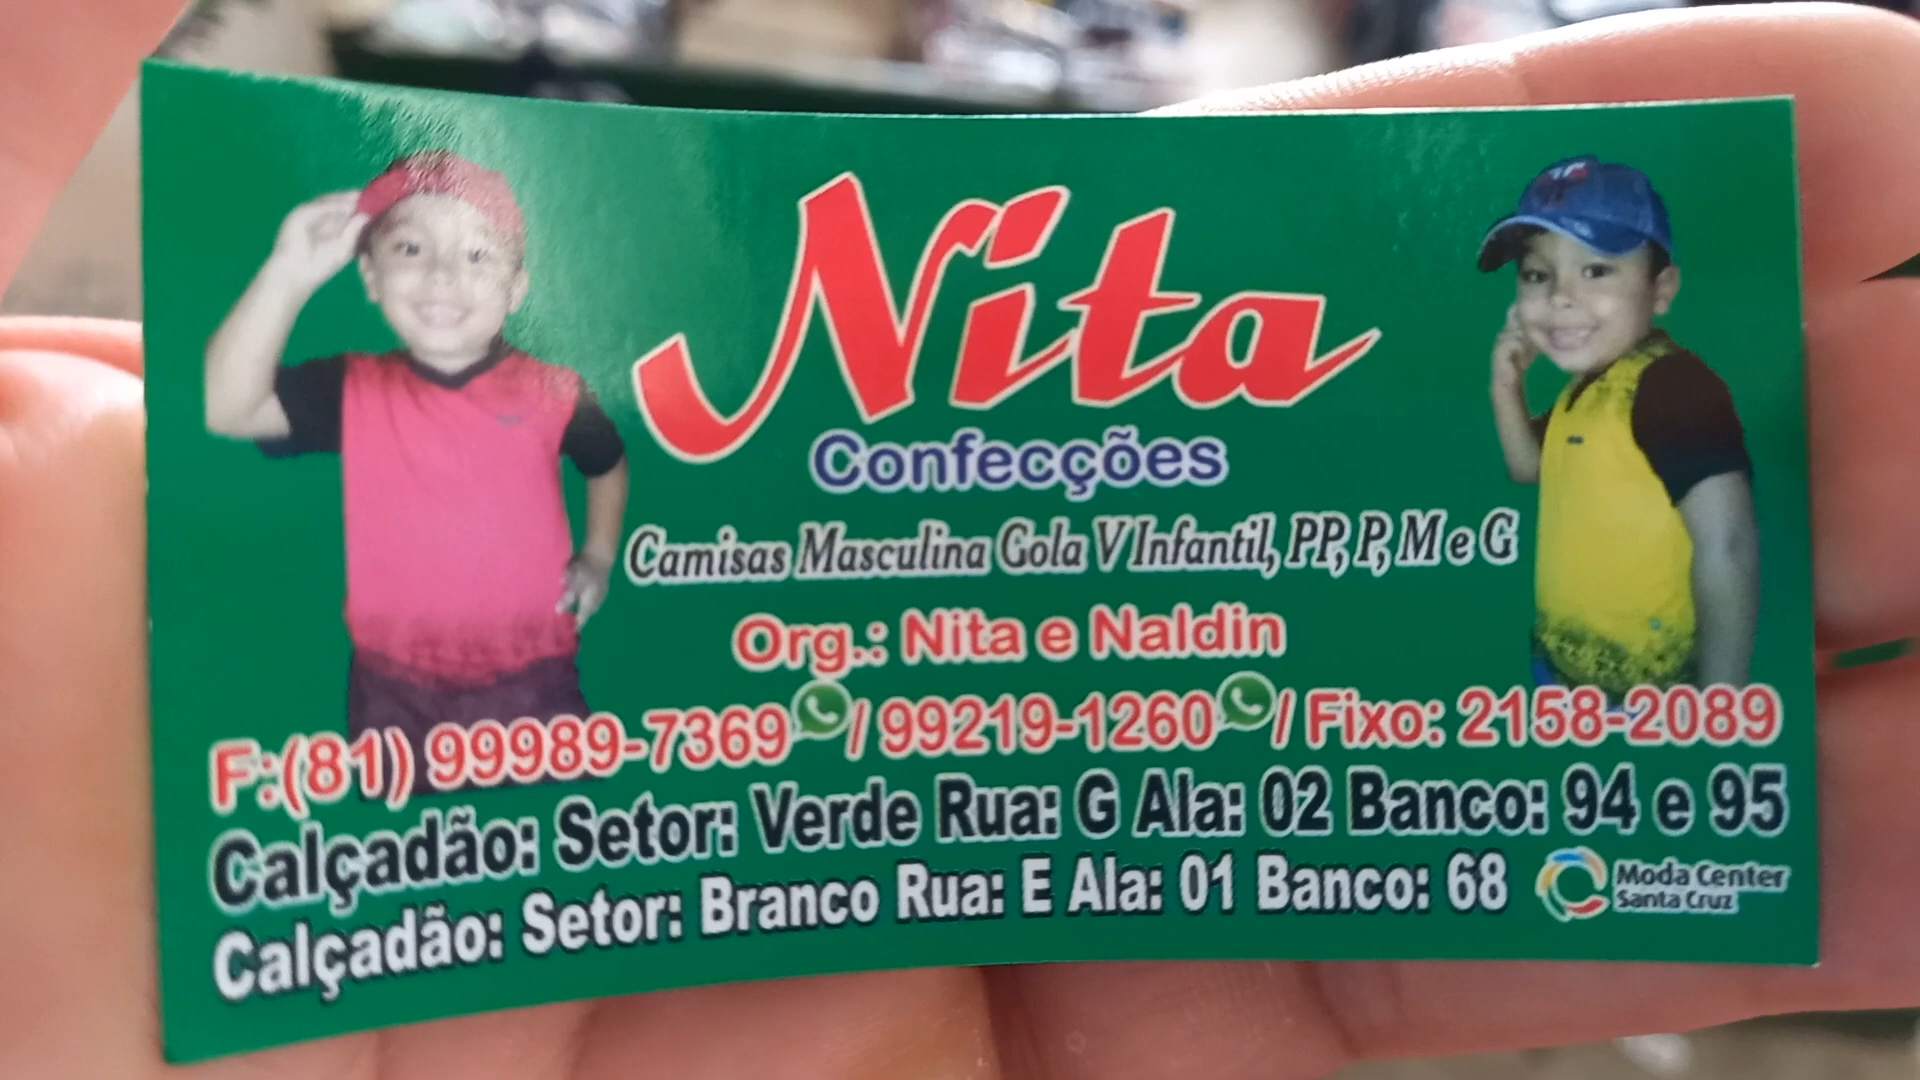 Nita
Confecções
Camisas Masculina Gola V Infantil, PP, P, M e G
Org.: Nita e Naldin
F:(81) 99989-7369 / 99219-1260 / Fixo: 2158-2089
Calçadão: Setor: Verde Rua: G Ala: 02 Banco: 94 e 95
Calçadão: Setor: Branco Rua: E Ala: 01 Banco: 68
Moda Center
Santa Cruz